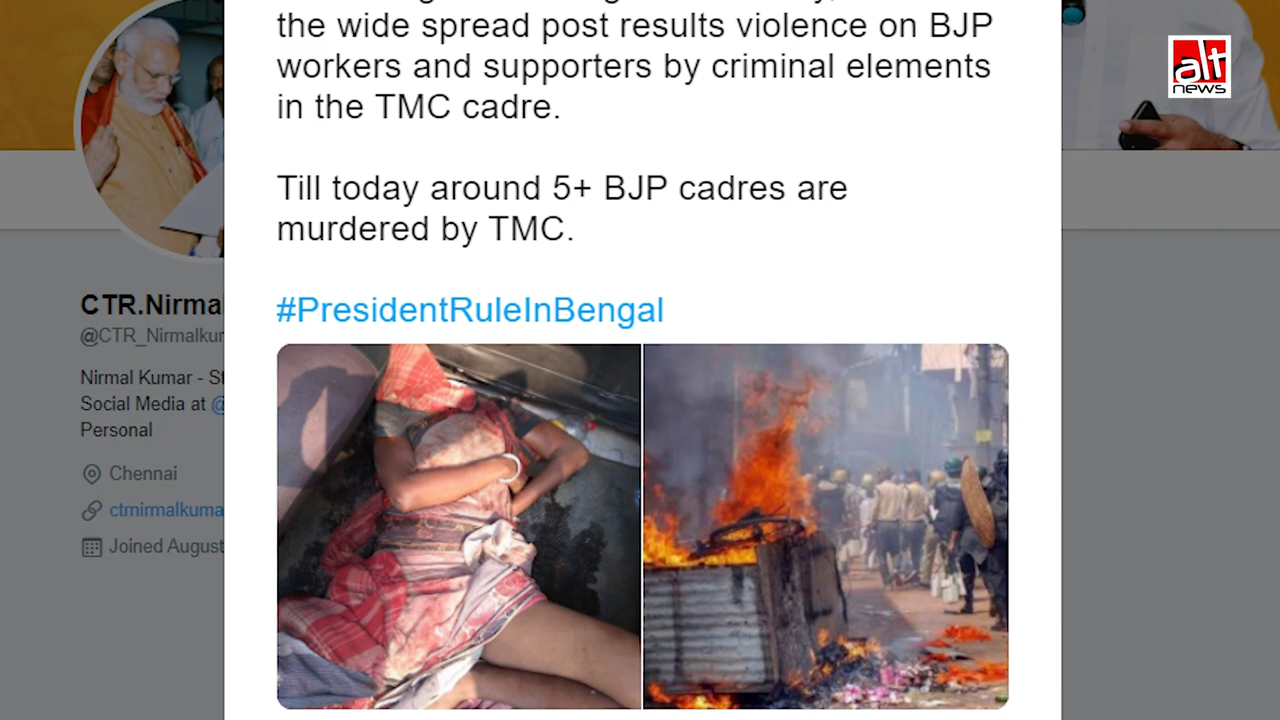 the wide spread post results violence on BJP
workers and supporters by criminal elements
in the TMC cadre.
Till today around 5+ BJP cadres are
murdered by TMC.
#PresidentRuleInBengal
alt
news
CTR.Nirma
@CTR_Nirmalkur
Nirmal Kumar - St
Social Media at @
Personal
Chennai
ctrnirmalkuma
Joined August